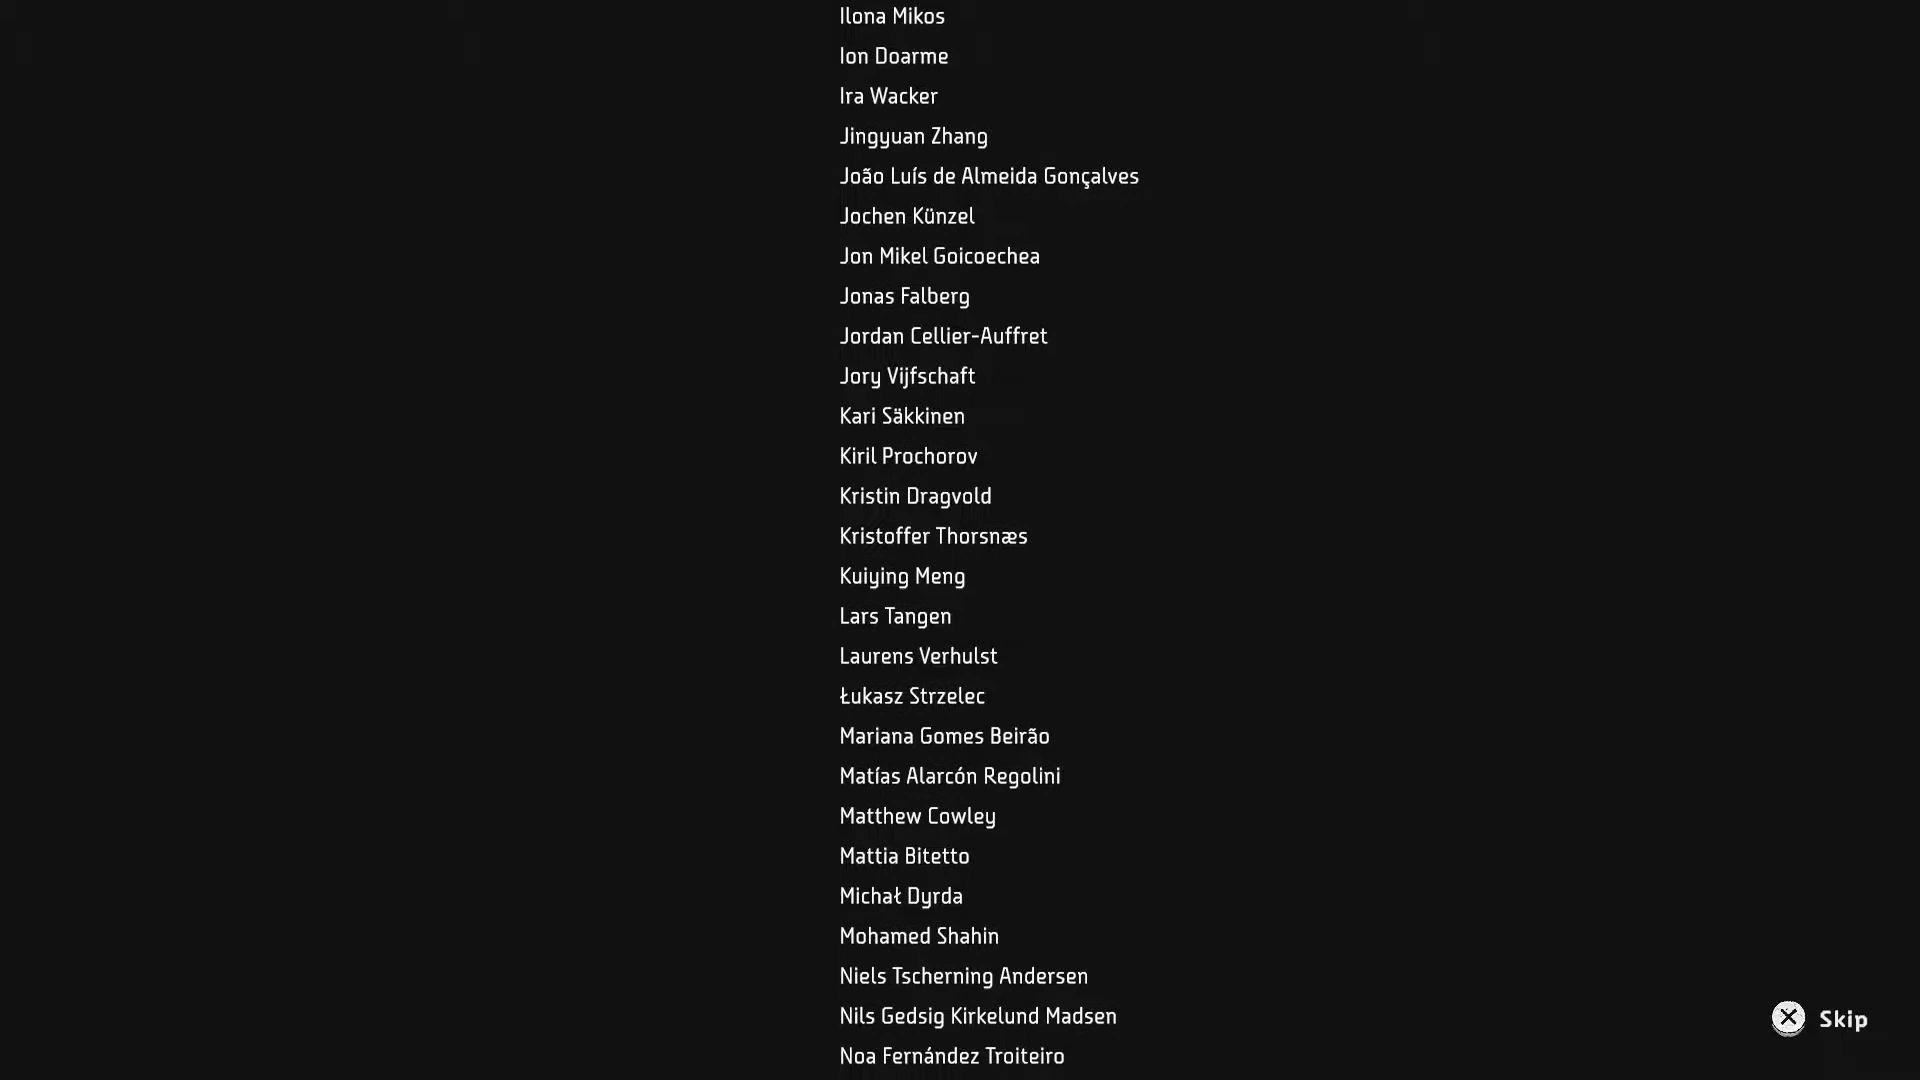 Ilona Mikos
Ion Doarme
Ira Wacker
Jingyuan Zhang
João Luís de Almeida Gonçalves
Jochen Künzel
Jon Mikel Goicoechea
Jonas Falberg
Jordan Cellier-Auffret
Jory Vijfschaft
Kari Säkkinen
Kiril Prochorov
Kristin Dragvold
Kristoffer Thorsnæs
Kuiying Meng
Lars Tangen
Laurens Verhulst
Łukasz Strzelec
Mariana Gomes Beirão
Matías Alarcón Regolini
Matthew Cowley
Mattia Bitetto
Michał Dyrda
Mohamed Shahin
Niels Tscherning Andersen
Nils Gedsig Kirkelund Madsen
Noa Fernández Troiteiro
Skip